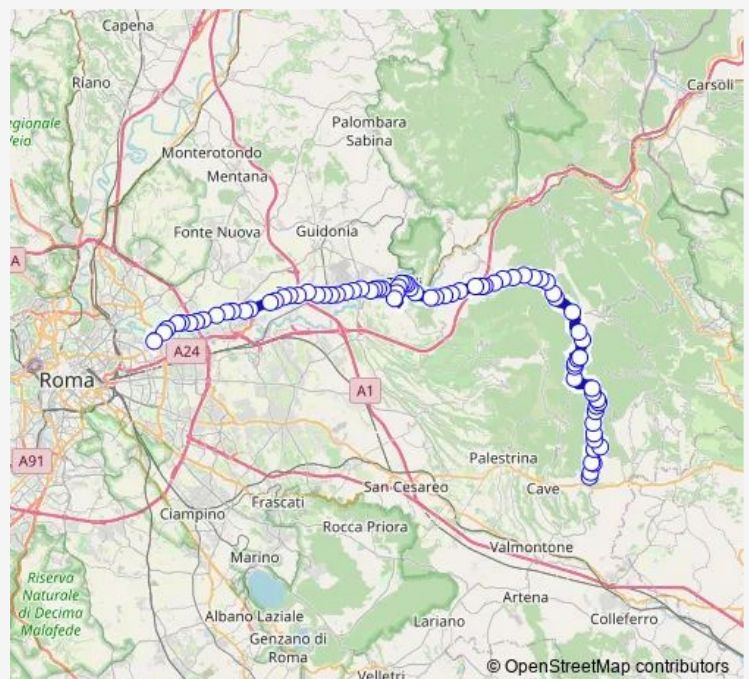 Capena
Riano
Carsoli
egionale
Veio
Palombara
Sabina
Monterotondo
Mentana
Fonte Nuova
Guidonia
A
A24
Roma
A1
A91
Palestrina
San Cesareo
Cave
Frascati
Ciampino
Rocca Priora
Marino
Valmontone
Riserva
Naturale
di Decima
Malafede
Artena
Albano Laziale
Lariano
Colleferro
Genzano di
Roma
Velletri
© OpenStreetMap contributors